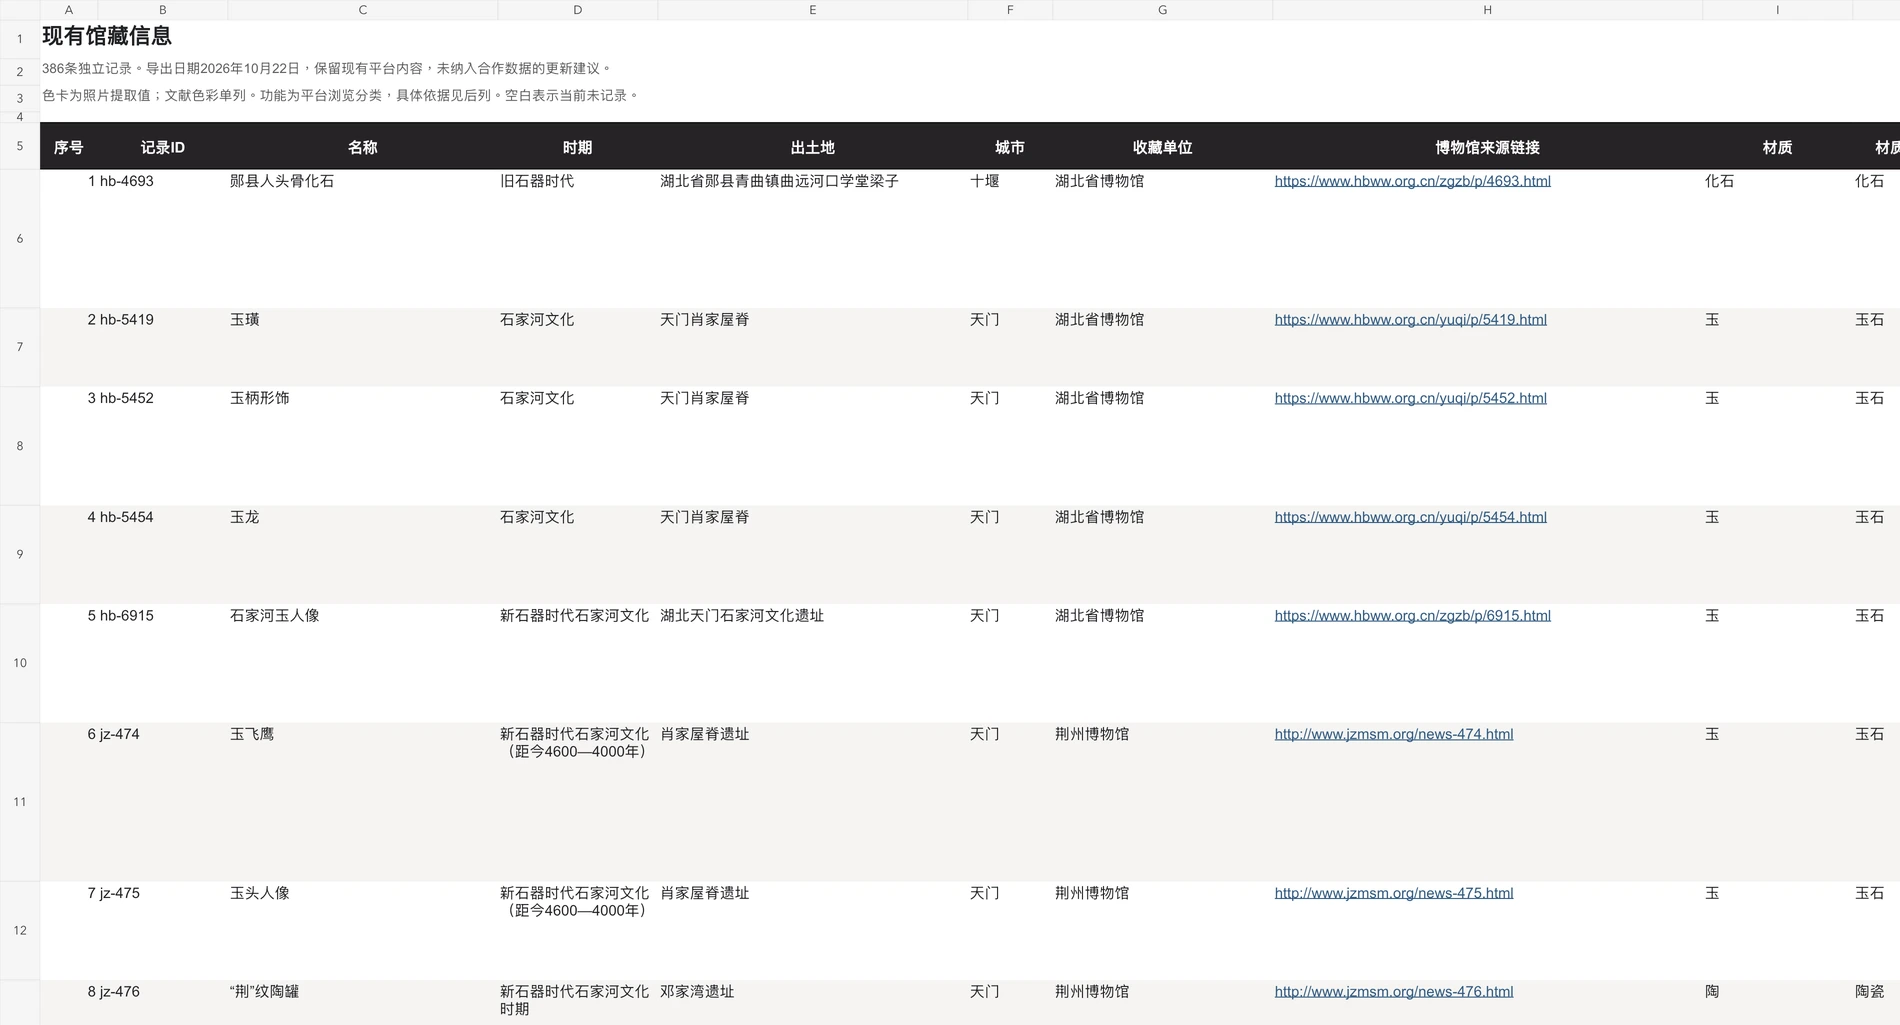 A B C D E F G H I
1 现有馆藏信息
2 386条独立记录。导出日期2026年10月22日，保留现有平台内容，未纳入合作数据的更新建议。
3 色卡为照片提取值；文献色彩单列。功能为平台浏览分类，具体依据见后列。空白表示当前未记录。
4
5 序号 记录ID 名称 时期 出土地 城市 收藏单位 博物馆来源链接 材质 材质
6 1 hb-4693 郧县人头骨化石 旧石器时代 湖北省郧县青曲镇曲远河口学堂梁子 十堰 湖北省博物馆 https://www.hbww.org.cn/zgzb/p/4693.html 化石 化石
7 2 hb-5419 玉璜 石家河文化 天门肖家屋脊 天门 湖北省博物馆 https://www.hbww.org.cn/yuqi/p/5419.html 玉 玉石
8 3 hb-5452 玉柄形饰 石家河文化 天门肖家屋脊 天门 湖北省博物馆 https://www.hbww.org.cn/yuqi/p/5452.html 玉 玉石
9 4 hb-5454 玉龙 石家河文化 天门肖家屋脊 天门 湖北省博物馆 https://www.hbww.org.cn/yuqi/p/5454.html 玉 玉石
10 5 hb-6915 石家河玉人像 新石器时代石家河文化 湖北天门石家河文化遗址 天门 湖北省博物馆 https://www.hbww.org.cn/zgzb/p/6915.html 玉 玉石
11 6 jz-474 玉飞鹰 新石器时代石家河文化 肖家屋脊遗址 天门 荆州博物馆 http://www.jzmsm.org/news-474.html 玉 玉石
（距今4600—4000年）
12 7 jz-475 玉头人像 新石器时代石家河文化 肖家屋脊遗址 天门 荆州博物馆 http://www.jzmsm.org/news-475.html 玉 玉石
（距今4600—4000年）
8 jz-476 “荆”纹陶罐 新石器时代石家河文化 邓家湾遗址 天门 荆州博物馆 http://www.jzmsm.org/news-476.html 陶 陶瓷
时期